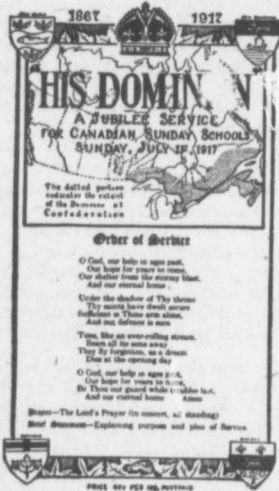 1867 1917
"HIS DOMIN N
A JUBILEE SERVICE
FOR CANADIAN SUNDAY SCHOOLS
SUNDAY, JULY 1st, 1917
The dotted portion
indicates the extent
of the Dominion at
Confederation
Order of Service
O God, our help in ages past,
Our hope for years to come,
Our shelter from the stormy blast,
And our eternal home;
Under the shadow of Thy throne
Thy saints have dwelt secure
Sufficient is Thine arm alone,
And our defence is sure
Time, like an ever-rolling stream,
Bears all its sons away
They fly forgotten, as a dream
Dies at the opening day
O God, our help in ages past,
Our hope for years to come,
Be Thou our guard while troubles last,
And our eternal home Amen
Prayer—The Lord's Prayer (in concert, all standing)
Brief Statement—Explaining purpose and plan of Service
PRICE PER 100, POSTPAID